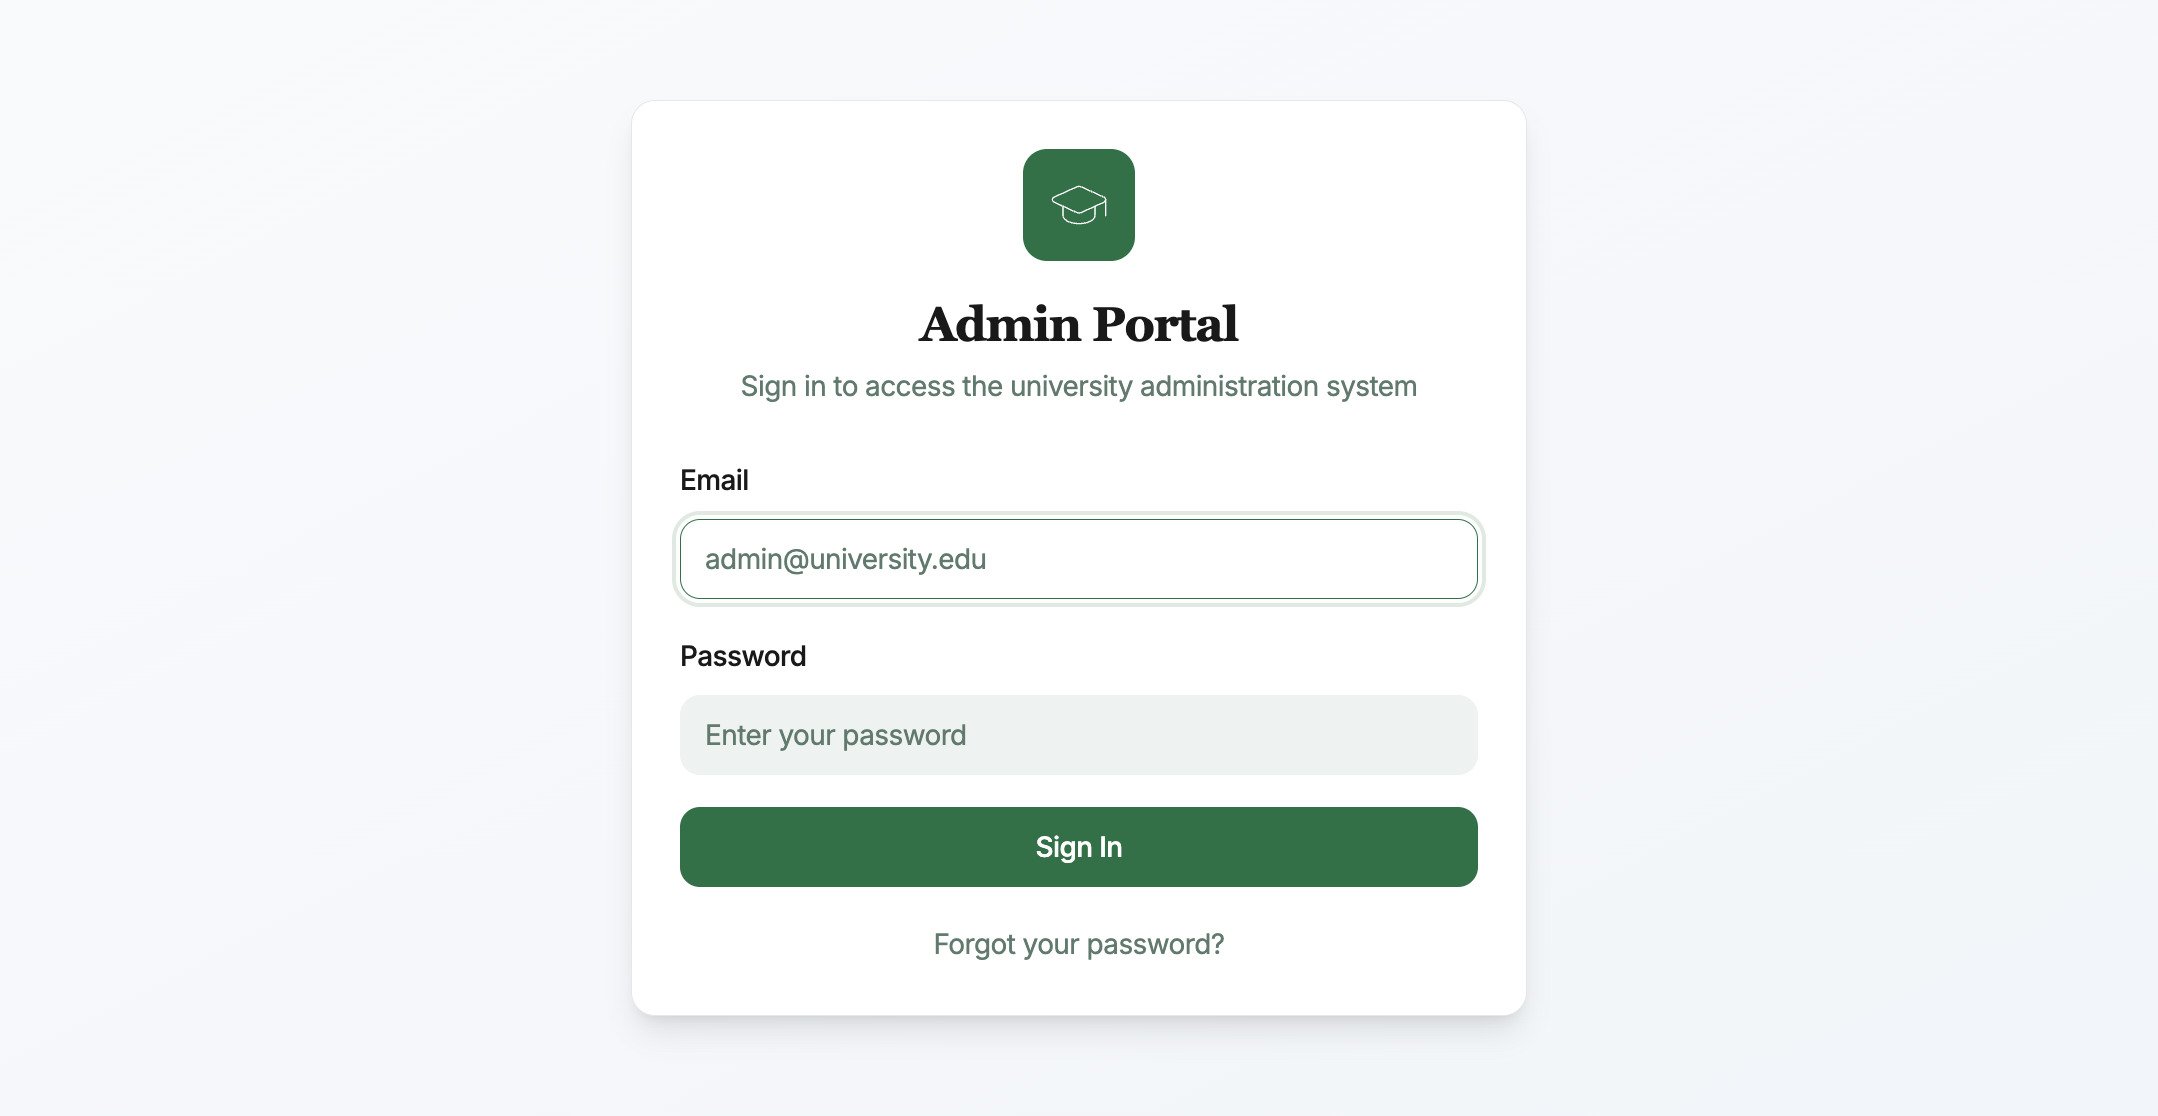 Admin Portal
Sign in to access the university administration system
Email
admin@university.edu
Password
Enter your password
Sign In
Forgot your password?